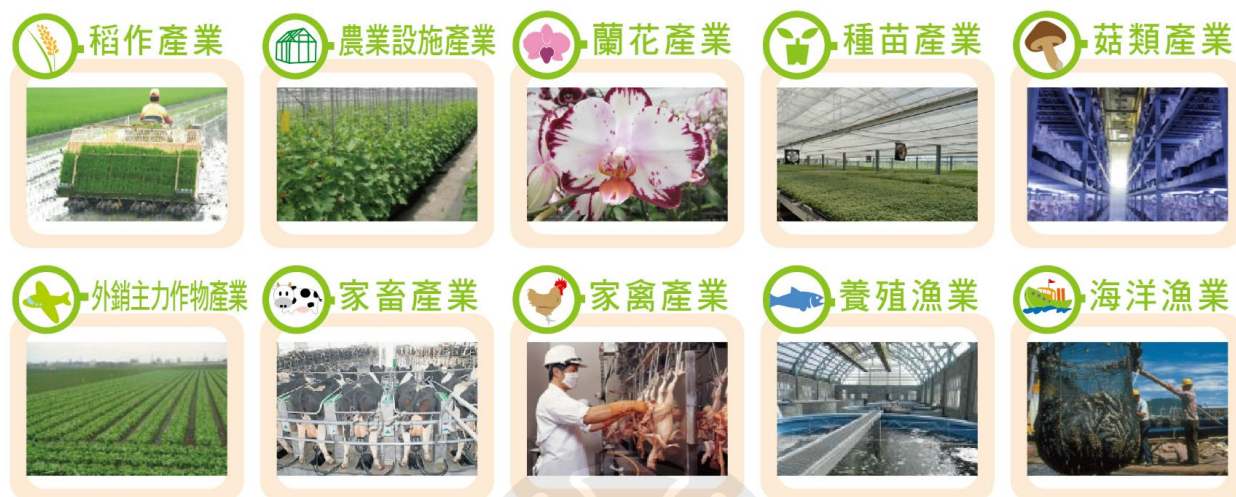 稻作產業
農業設施產業
蘭花產業
種苗產業
菇類產業
外銷主力作物產業
家畜產業
家禽產業
養殖漁業
海洋漁業